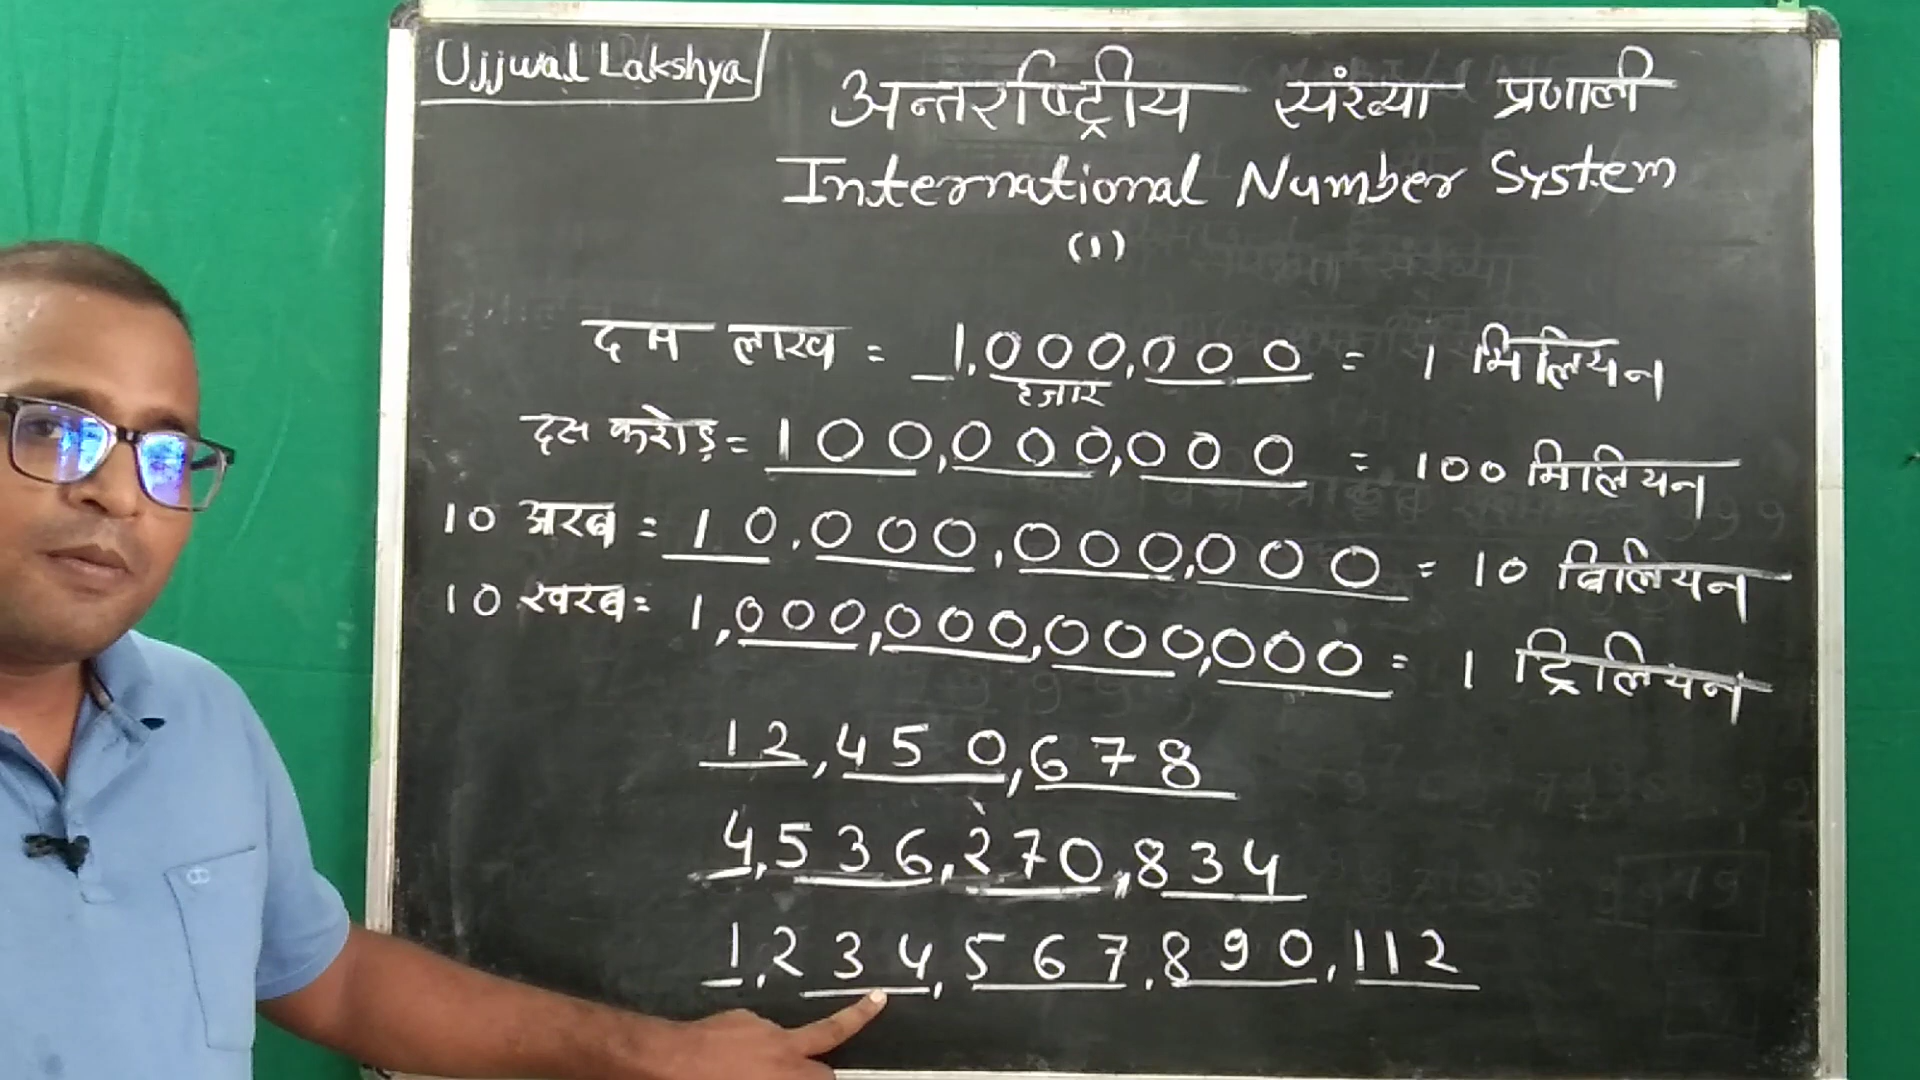 Ujjwal Lakshya
अन्तर्राष्ट्रीय संख्या प्रणाली
International Number System
(1)
दस लाख = 1,000,000 = 1 मिलियन
हजार
दस करोड़ = 100,000,000 = 100 मिलियन
10 अरब = 10,000,000,000 = 10 बिलियन
10 खरब = 1,000,000,000,000 = 1 ट्रिलियन
12,450,678
4,536,270,834
1,234,567,890,112